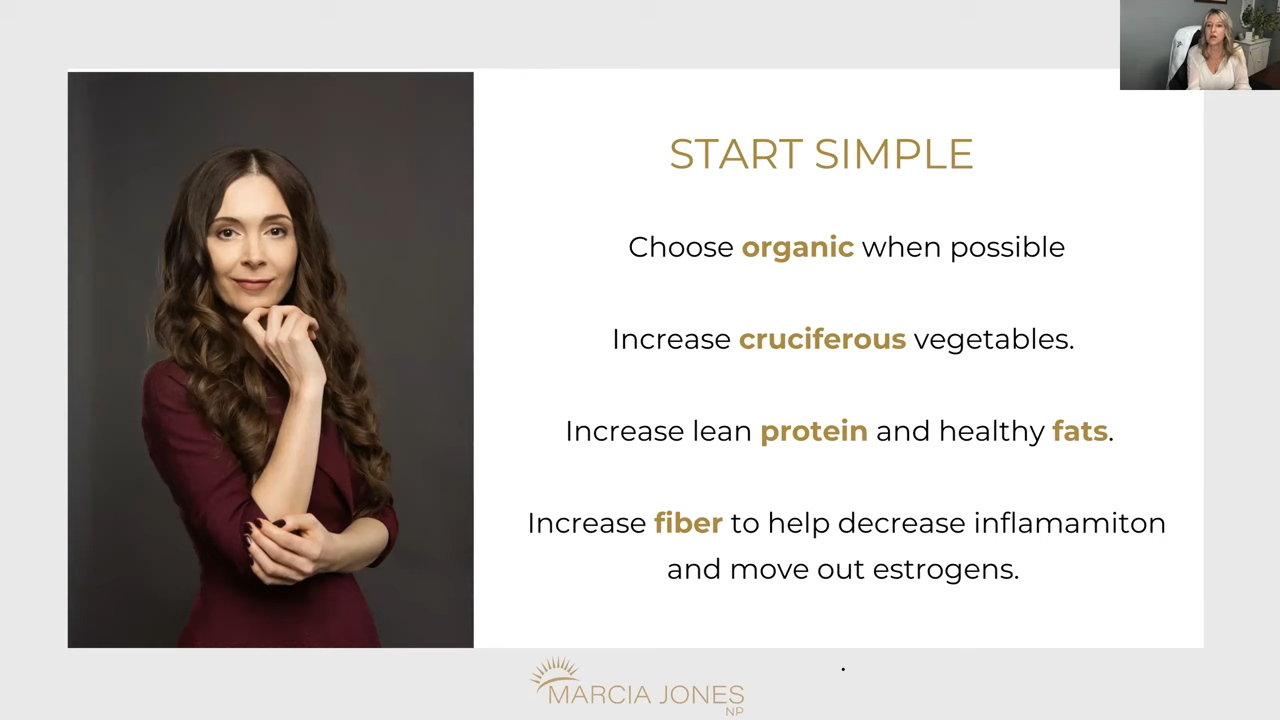 START SIMPLE
Choose organic when possible
Increase cruciferous vegetables.
Increase lean protein and healthy fats.
Increase fiber to help decrease inflamamiton
and move out estrogens.
.
MARCIA JONES
NP